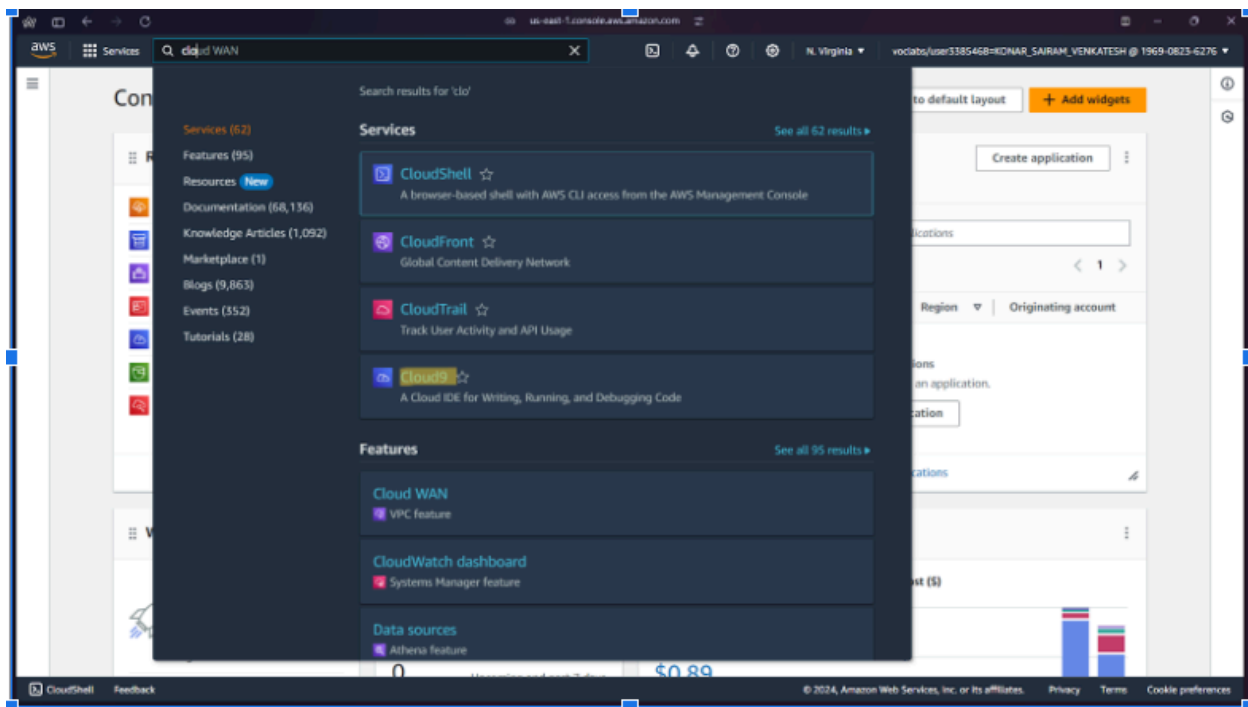 us-east-1.console.aws.amazon.com
aws
Services
cloud WAN
N. Virginia
voclabs/user3385468=KONAR_SAIRAM_VENKATESH @ 1969-0823-6276
Con
to default layout
+ Add widgets
Search results for 'clo'
Services (62)
Features (95)
Resources New
Documentation (68,136)
Knowledge Articles (1,092)
Marketplace (1)
Blogs (9,863)
Events (352)
Tutorials (28)
Services
See all 62 results
CloudShell
A browser-based shell with AWS CLI access from the AWS Management Console
CloudFront
Global Content Delivery Network
CloudTrail
Track User Activity and API Usage
Cloud9
A Cloud IDE for Writing, Running, and Debugging Code
Features
See all 95 results
Cloud WAN
VPC feature
CloudWatch dashboard
Systems Manager feature
Data sources
Athena feature
Create application
lications
1
Region
Originating account
ions
an application.
cation
cations
ost ($)
0
$0.89
CloudShell
Feedback
© 2024, Amazon Web Services, Inc. or its affiliates.
Privacy
Terms
Cookie preferences